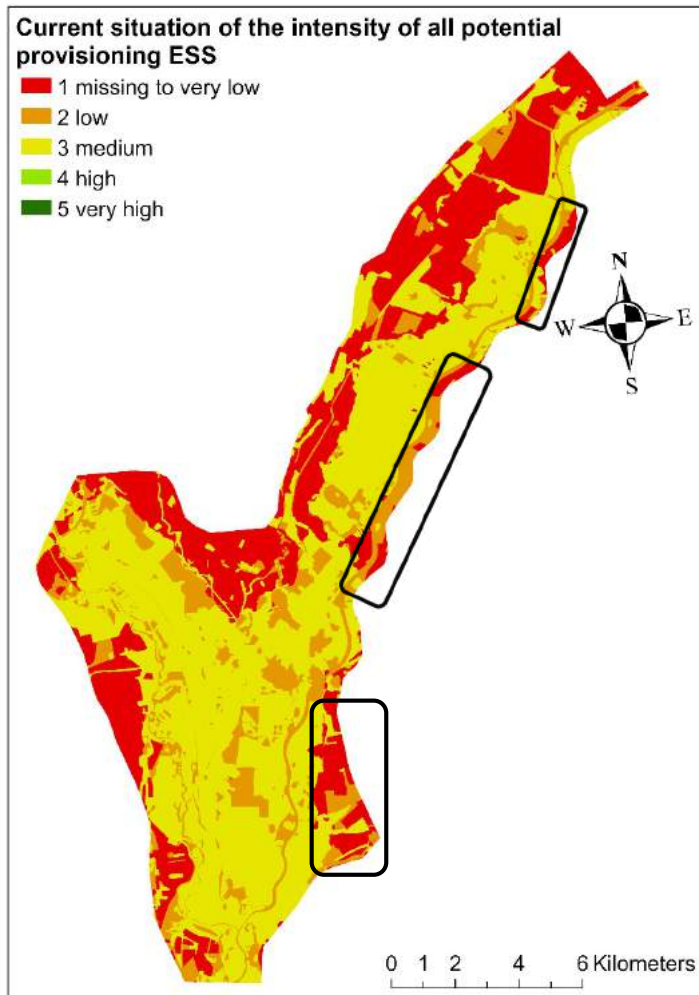 Current situation of the intensity of all potential
provisioning ESS
1 missing to very low
2 low
3 medium
4 high
5 very high
N
W E
S
0 1 2 4 6 Kilometers